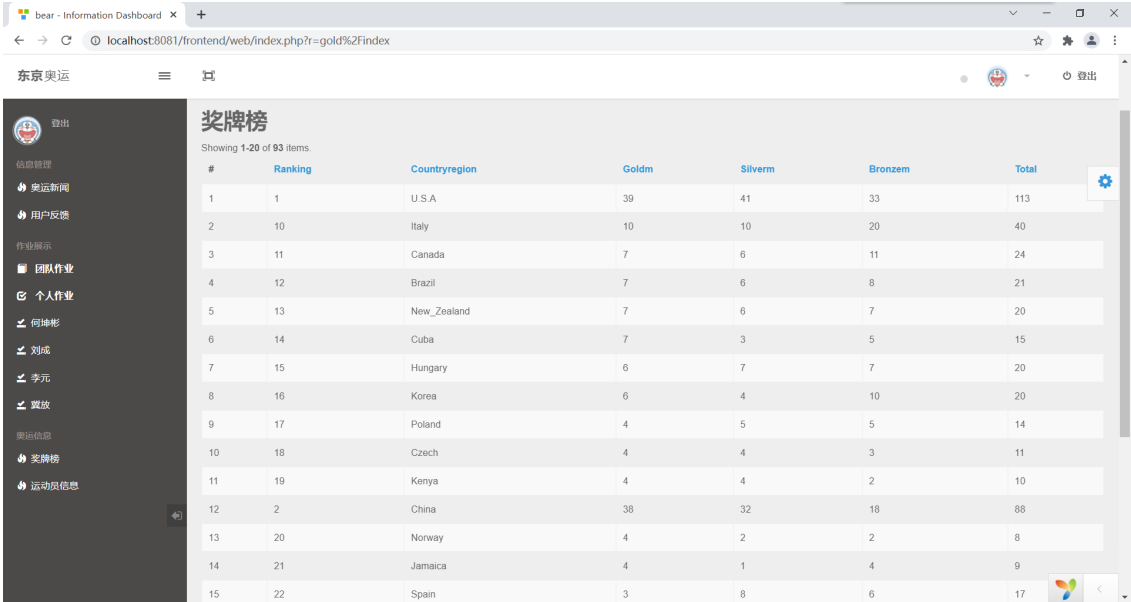 bear - Information Dashboard
localhost:8081/frontend/web/index.php?r=gold%2Findex
东京奥运
登出
登出
信息管理
奥运新闻
用户反馈
作业展示
团队作业
个人作业
何坤彬
刘成
李元
冀放
奥运信息
奖牌榜
运动员信息
奖牌榜
Showing 1-20 of 93 items.
# Ranking Countryregion Goldm Silverm Bronzem Total
1 1 U.S.A 39 41 33 113
2 10 Italy 10 10 20 40
3 11 Canada 7 6 11 24
4 12 Brazil 7 6 8 21
5 13 New_Zealand 7 6 7 20
6 14 Cuba 7 3 5 15
7 15 Hungary 6 7 7 20
8 16 Korea 6 4 10 20
9 17 Poland 4 5 5 14
10 18 Czech 4 4 3 11
11 19 Kenya 4 4 2 10
12 2 China 38 32 18 88
13 20 Norway 4 2 2 8
14 21 Jamaica 4 1 4 9
15 22 Spain 3 8 6 17